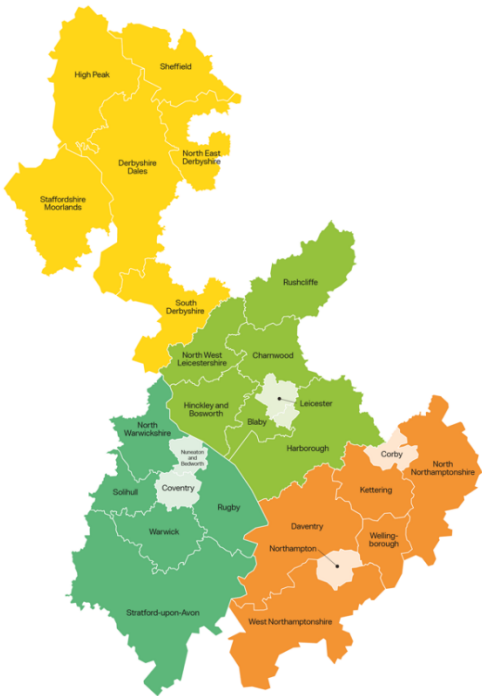 Sheffield
High Peak
North East
Derbyshire
Derbyshire
Dales
Staffordshire
Moorlands
Rushcliffe
South
Derbyshire
North West
Leicestershire
Charnwood
Hinckley and
Bosworth
Leicester
Blaby
North
Warwickshire
Harborough
Nuneaton
and
Bedworth
Corby
North
Northamptonshire
Solihull
Coventry
Kettering
Rugby
Daventry
Warwick
Welling-
borough
Northampton
Stratford-upon-Avon
West Northamptonshire